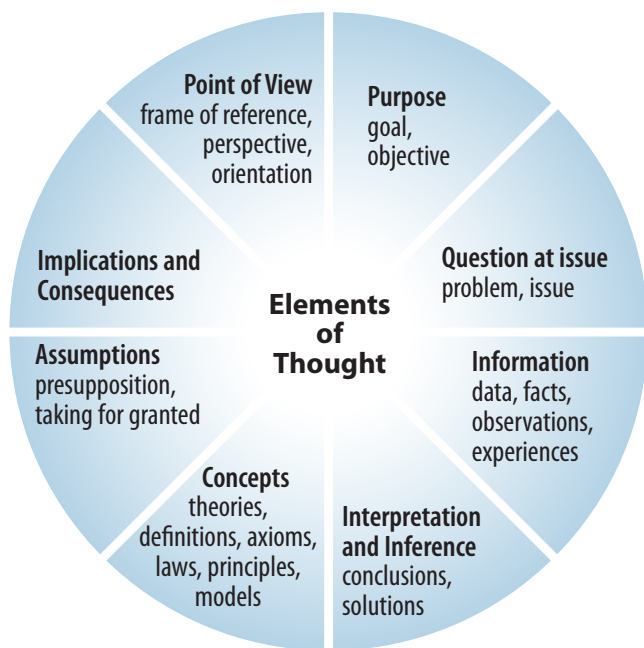 Point of View
frame of reference,
perspective,
orientation
Purpose
goal,
objective
Question at issue
problem, issue
Information
data, facts,
observations,
experiences
Interpretation
and Inference
conclusions,
solutions
Concepts
theories,
definitions, axioms,
laws, principles,
models
Assumptions
presupposition,
taking for granted
Implications and
Consequences
Elements
of
Thought